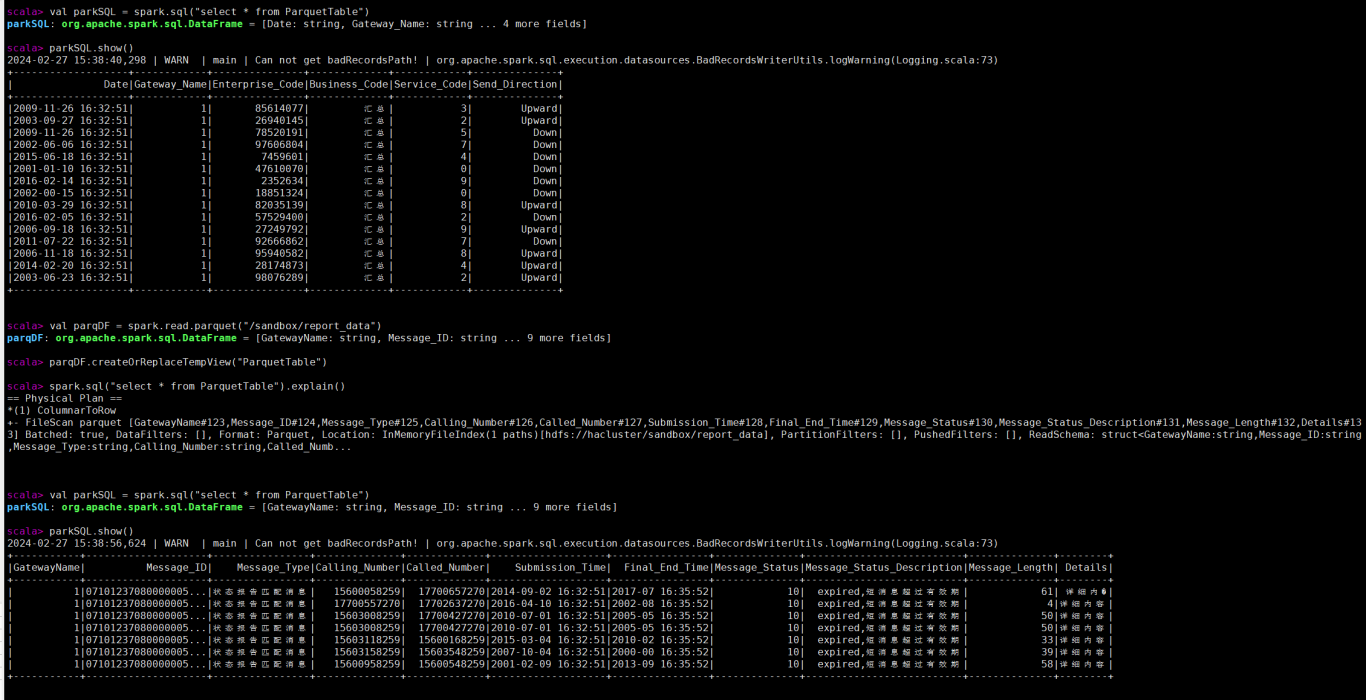 scala> val parkSQL = spark.sql("select * from ParquetTable")
parkSQL: org.apache.spark.sql.DataFrame = [Date: string, Gateway_Name: string ... 4 more fields]
scala> parkSQL.show()
2024-02-27 15:38:40,298 | WARN  | main | Can not get badRecordsPath! | org.apache.spark.sql.execution.datasources.BadRecordsWriterUtils.logWarning(Logging.scala:73)
+-------------------+------------+---------------+-------------+------------+--------------+
|               Date|Gateway_Name|Enterprise_Code|Business_Code|Service_Code|Send_Direction|
+-------------------+------------+---------------+-------------+------------+--------------+
|2009-11-26 16:32:51|           1|       85614077|         汇总|           3|        Upward|
|2003-09-27 16:32:51|           1|       26940145|         汇总|           2|        Upward|
|2009-11-26 16:32:51|           1|       78520191|         汇总|           5|          Down|
|2002-06-06 16:32:51|           1|       97606804|         汇总|           7|          Down|
|2015-06-18 16:32:51|           1|        7459601|         汇总|           4|          Down|
|2001-01-10 16:32:51|           1|       47610070|         汇总|           0|          Down|
|2016-02-14 16:32:51|           1|        2352634|         汇总|           9|          Down|
|2002-00-15 16:32:51|           1|       18851324|         汇总|           0|          Down|
|2010-03-29 16:32:51|           1|       82035139|         汇总|           8|        Upward|
|2016-02-05 16:32:51|           1|       57529400|         汇总|           2|          Down|
|2006-09-18 16:32:51|           1|       27249792|         汇总|           9|        Upward|
|2011-07-22 16:32:51|           1|       92666862|         汇总|           7|          Down|
|2006-11-18 16:32:51|           1|       95940582|         汇总|           8|        Upward|
|2014-02-20 16:32:51|           1|       28174873|         汇总|           4|        Upward|
|2003-06-23 16:32:51|           1|       98076289|         汇总|           2|        Upward|
+-------------------+------------+---------------+-------------+------------+--------------+
scala> val parqDF = spark.read.parquet("/sandbox/report_data")
parqDF: org.apache.spark.sql.DataFrame = [GatewayName: string, Message_ID: string ... 9 more fields]
scala> parqDF.createOrReplaceTempView("ParquetTable")
scala> spark.sql("select * from ParquetTable").explain()
== Physical Plan ==
*(1) ColumnarToRow
+- FileScan parquet [GatewayName#123,Message_ID#124,Message_Type#125,Calling_Number#126,Called_Number#127,Submission_Time#128,Final_End_Time#129,Message_Status#130,Message_Status_Description#131,Message_Length#132,Details#13
3] Batched: true, DataFilters: [], Format: Parquet, Location: InMemoryFileIndex(1 paths)[hdfs://hacluster/sandbox/report_data], PartitionFilters: [], PushedFilters: [], ReadSchema: struct<GatewayName:string,Message_ID:string
,Message_Type:string,Calling_Number:string,Called_Numb...
scala> val parkSQL = spark.sql("select * from ParquetTable")
parkSQL: org.apache.spark.sql.DataFrame = [GatewayName: string, Message_ID: string ... 9 more fields]
scala> parkSQL.show()
2024-02-27 15:38:56,624 | WARN  | main | Can not get badRecordsPath! | org.apache.spark.sql.execution.datasources.BadRecordsWriterUtils.logWarning(Logging.scala:73)
+-----------+--------------------+----------------+--------------+-------------+-------------------+----------------+--------------+--------------------------+--------------+--------+
|GatewayName|          Message_ID|    Message_Type|Calling_Number|Called_Number|    Submission_Time|  Final_End_Time|Message_Status|Message_Status_Description|Message_Length| Details|
+-----------+--------------------+----------------+--------------+-------------+-------------------+----------------+--------------+--------------------------+--------------+--------+
|          1|07101237080000005...|状态报告匹配消息|   15600058259|  17700657270|2014-09-02 16:32:51|2017-07 16:35:52|            10|  expired,短消息超过有效期|            61|  详细内�|
|          1|07101237080000005...|状态报告匹配消息|   17700557270|  17702637270|2016-04-10 16:32:51|2002-08 16:35:52|            10|  expired,短消息超过有效期|             4|详细内容|
|          1|07101237080000005...|状态报告匹配消息|   15603008259|  17700427270|2010-07-01 16:32:51|2005-05 16:35:52|            10|  expired,短消息超过有效期|            50|详细内容|
|          1|07101237080000005...|状态报告匹配消息|   15603008259|  17700427270|2010-07-01 16:32:51|2005-05 16:35:52|            10|  expired,短消息超过有效期|            50|详细内容|
|          1|07101237080000005...|状态报告匹配消息|   15603118259|  15600168259|2015-03-04 16:32:51|2010-02 16:35:52|            10|  expired,短消息超过有效期|            33|详细内容|
|          1|07101237080000005...|状态报告匹配消息|   15603158259|  15603548259|2007-10-04 16:32:51|2000-00 16:35:52|            10|  expired,短消息超过有效期|            39|详细内容|
|          1|07101237080000005...|状态报告匹配消息|   15600958259|  15600548259|2001-02-09 16:32:51|2013-09 16:35:52|            10|  expired,短消息超过有效期|            58|详细内容|
+-----------+--------------------+----------------+--------------+-------------+-------------------+----------------+--------------+--------------------------+--------------+--------+